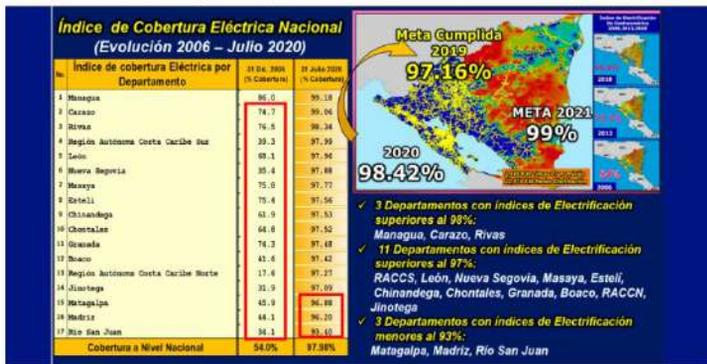 Índice de Cobertura Eléctrica Nacional
(Evolución 2006 – Julio 2020)
No. Índice de cobertura Eléctrica por Departamento 31 Dic. 2006 (% Cobertura) 31 Julio 2020 (% Cobertura)
1 Managua 86.0 99.18
2 Carazo 74.7 99.06
3 Rivas 76.5 98.34
4 Región Autónoma Costa Caribe Sur 39.3 97.99
5 León 68.1 97.94
6 Nueva Segovia 35.4 97.88
7 Masaya 75.8 97.77
8 Estelí 75.4 97.56
9 Chinandega 61.9 97.53
10 Chontales 64.8 97.52
11 Granada 74.3 97.48
12 Boaco 41.6 97.42
13 Región Autónoma Costa Caribe Norte 17.6 97.27
14 Jinotega 31.9 97.09
15 Matagalpa 45.9 96.88
16 Madriz 44.1 96.20
17 Río San Juan 34.1 93.40
Cobertura a Nivel Nacional 54.0% 97.98%
Meta Cumplida
2019
97.16%
META 2021
99%
2020
98.42%
2018
2013
2006
✓ 3 Departamentos con índices de Electrificación
superiores al 98%:
Managua, Carazo, Rivas
✓ 11 Departamentos con índices de Electrificación
superiores al 97%:
RACCS, León, Nueva Segovia, Masaya, Estelí,
Chinandega, Chontales, Granada, Boaco, RACCN,
Jinotega
✓ 3 Departamentos con índices de Electrificación
menores al 93%:
Matagalpa, Madriz, Río San Juan